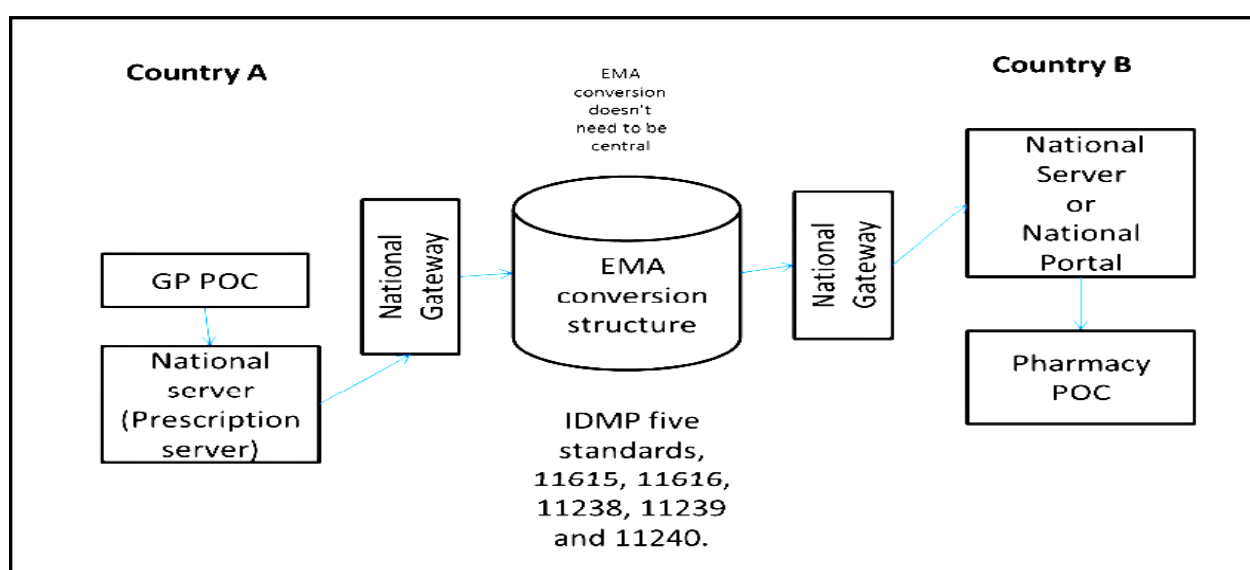 Country A
GP POC
National
server
(Prescription
server)
National
Gateway
EMA
conversion
doesn't
need to be
central
EMA
conversion
structure
IDMP five
standards,
11615, 11616,
11238, 11239
and 11240.
National
Gateway
Country B
National
Server
or
National
Portal
Pharmacy
POC